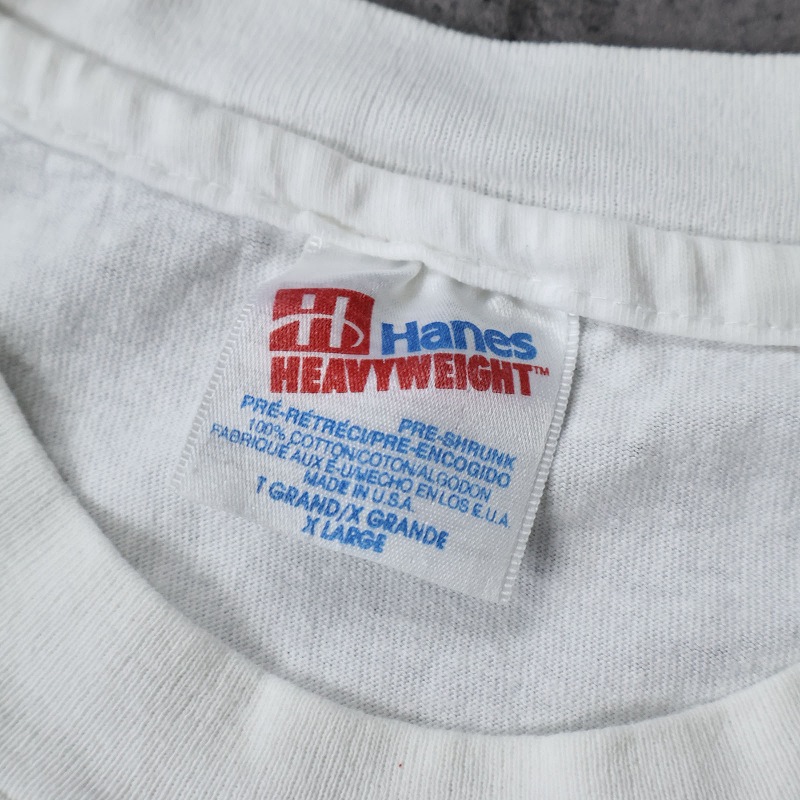 Hanes
HEAVYWEIGHT™
PRE-SHRUNK
PRÉ-RÉTRÉCI/PRE-ENCOGIDO
100% COTTON/COTON/ALGODON
FABRIQUÉ AUX É-U/HECHO EN LOS E.U.A.
MADE IN U.S.A.
T GRAND/X GRANDE
X LARGE